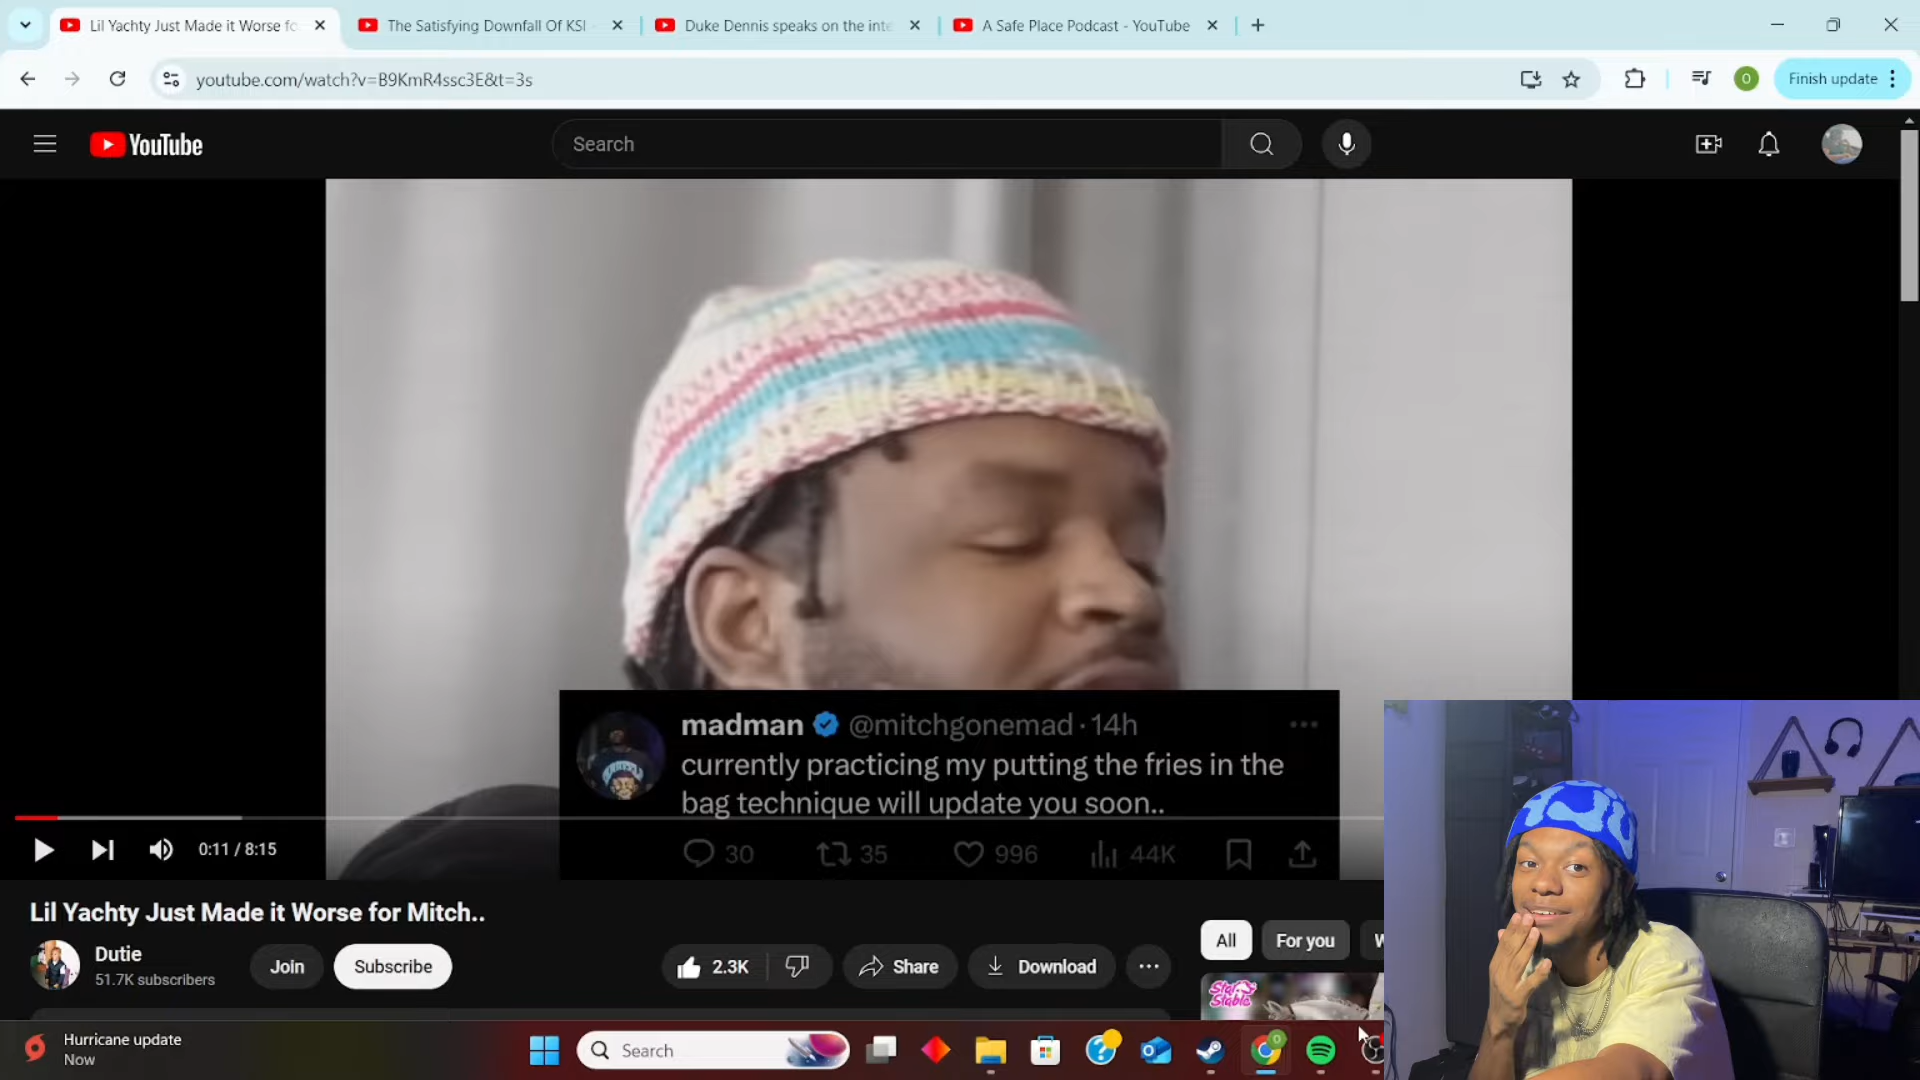 Lil Yachty Just Made it Worse fo
The Satisfying Downfall Of KSI -
Duke Dennis speaks on the inte
A Safe Place Podcast - YouTube
youtube.com/watch?v=B9KmR4ssc3E&t=3s
O
Finish update
YouTube
Search
madman @mitchgonemad · 14h
currently practicing my putting the fries in the
bag technique will update you soon..
30 35 996 44K
0:11 / 8:15
Lil Yachty Just Made it Worse for Mitch..
Dutie
51.7K subscribers
Join
Subscribe
2.3K
Share
Download
All
For you
Star Stable
Hurricane update
Now
Search